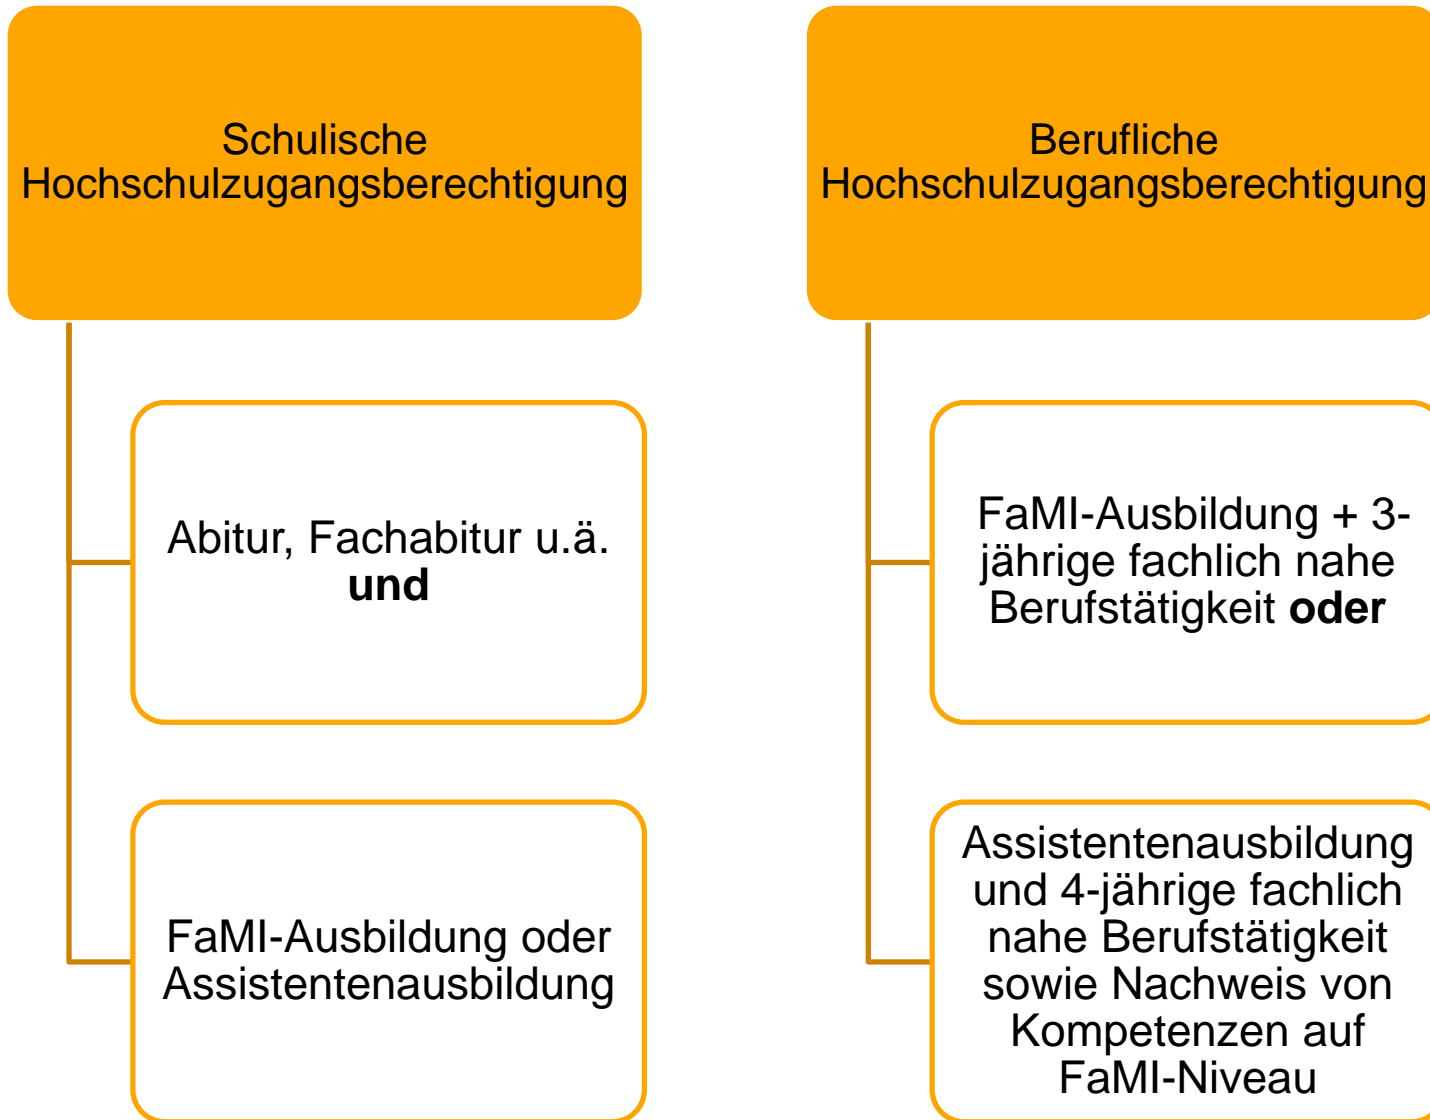 Schulische
Hochschulzugangsberechtigung
Abitur, Fachabitur u.ä.
und
FaMI-Ausbildung oder
Assistentenausbildung
Berufliche
Hochschulzugangsberechtigung
FaMI-Ausbildung + 3-
jährige fachlich nahe
Berufstätigkeit oder
Assistentenausbildung
und 4-jährige fachlich
nahe Berufstätigkeit
sowie Nachweis von
Kompetenzen auf
FaMI-Niveau